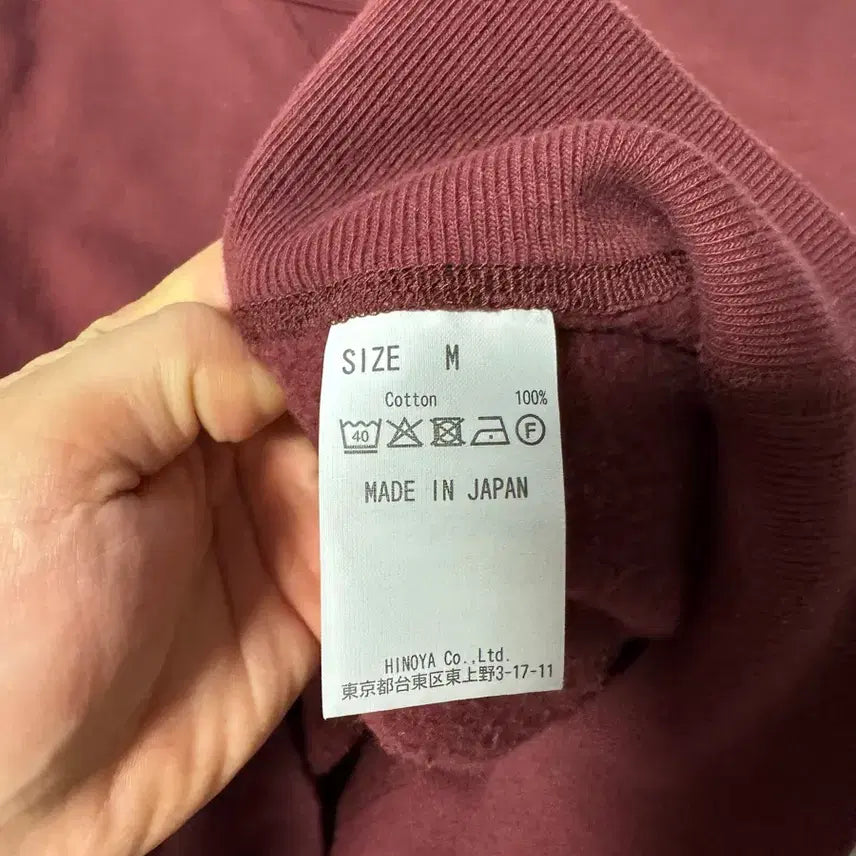 SIZE M
Cotton 100%
40 F
MADE IN JAPAN
HINOYA Co.,Ltd.
東京都台東区東上野3-17-11